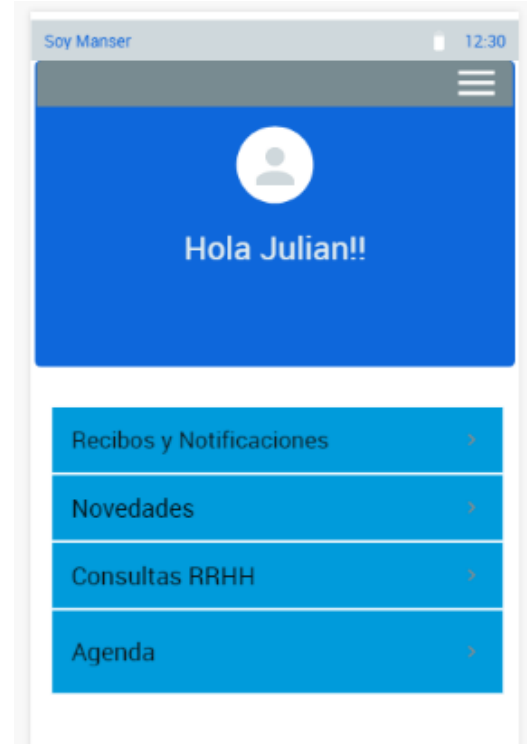 Soy Manser
12:30
Hola Julian!!
Recibos y Notificaciones
Novedades
Consultas RRHH
Agenda